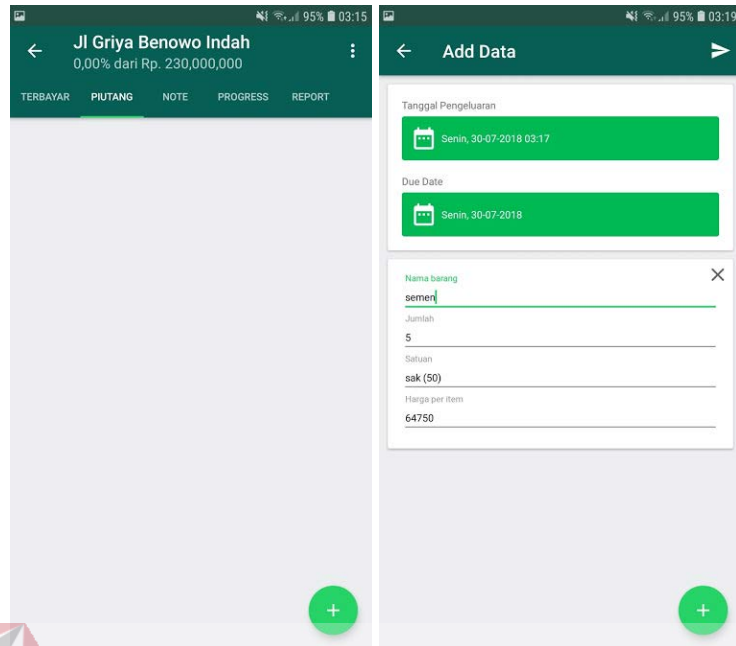 95% 03:15
Jl Griya Benowo Indah
0,00% dari Rp. 230,000,000
TERBAYAR PIUTANG NOTE PROGRESS REPORT
95% 03:19
Add Data
Tanggal Pengeluaran
Senin, 30-07-2018 03:17
Due Date
Senin, 30-07-2018
Nama barang
semen
Jumlah
5
Satuan
sak (50)
Harga per item
64750